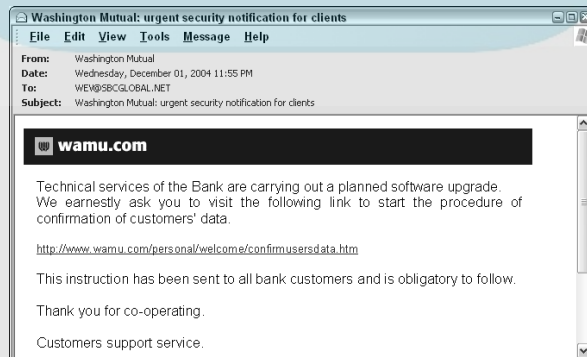 Washington Mutual: urgent security notification for clients
File Edit View Tools Message Help
From: Washington Mutual
Date: Wednesday, December 01, 2004 11:55 PM
To: WEV@SBCGLOBAL.NET
Subject: Washington Mutual: urgent security notification for clients
wamu.com
Technical services of the Bank are carrying out a planned software upgrade.
We earnestly ask you to visit the following link to start the procedure of
confirmation of customers' data.
http://www.wamu.com/personal/welcome/confirmusersdata.htm
This instruction has been sent to all bank customers and is obligatory to follow.
Thank you for co-operating.
Customers support service.